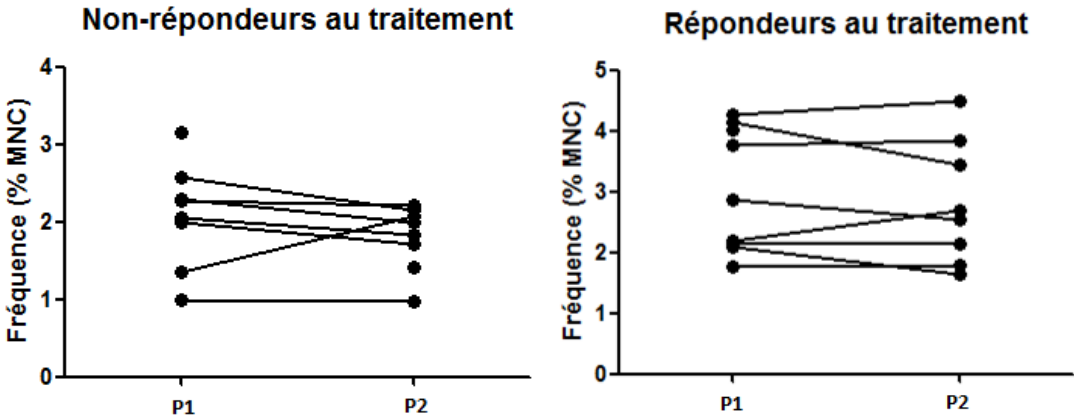 Non-répondeurs au traitement
Fréquence (% MNC)
4
3
2
1
0
P1
P2
Répondeurs au traitement
Fréquence (% MNC)
5
4
3
2
1
0
P1
P2